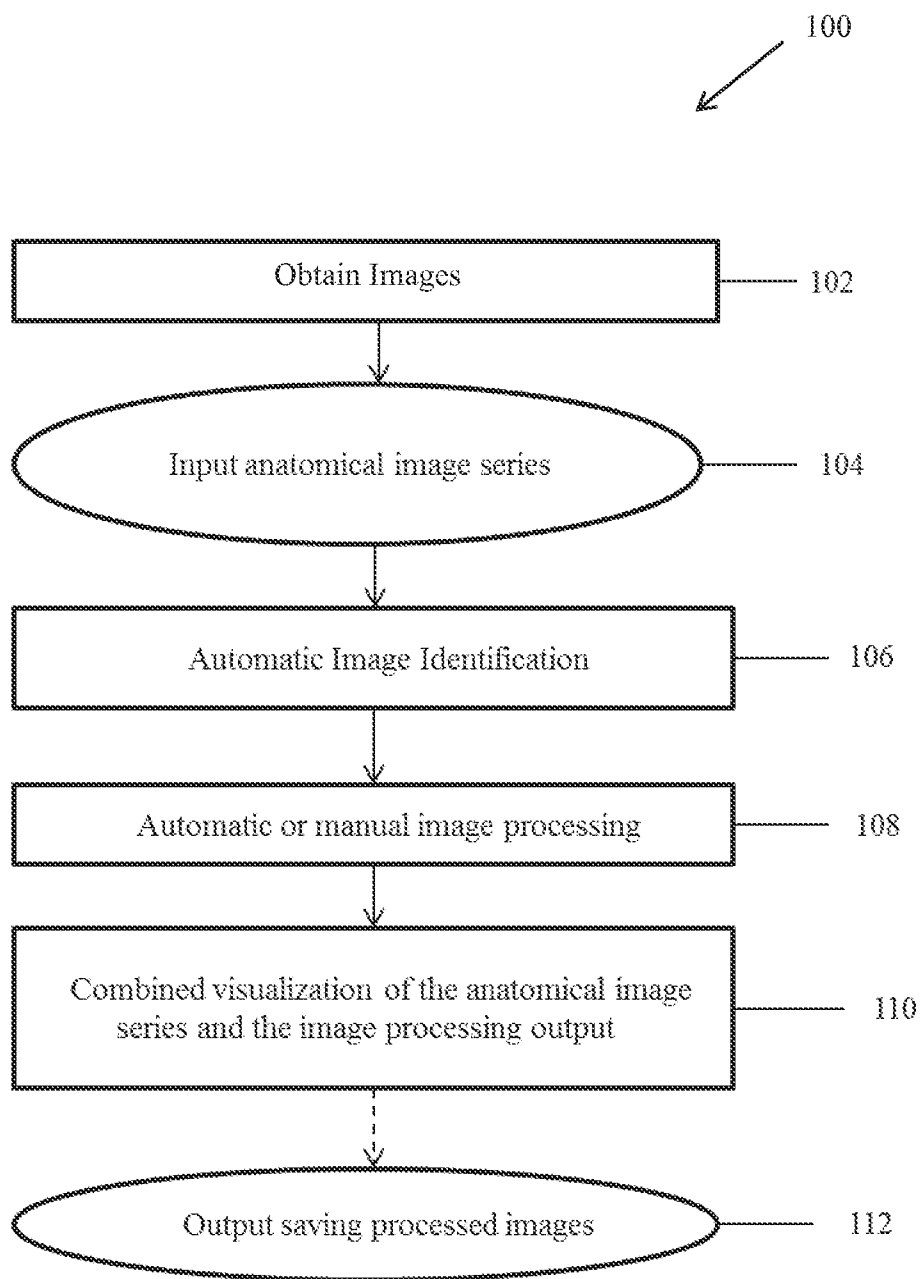 100
Obtain Images
102
Input anatomical image series
104
Automatic Image Identification
106
Automatic or manual image processing
108
Combined visualization of the anatomical image
series and the image processing output
110
Output saving processed images
112